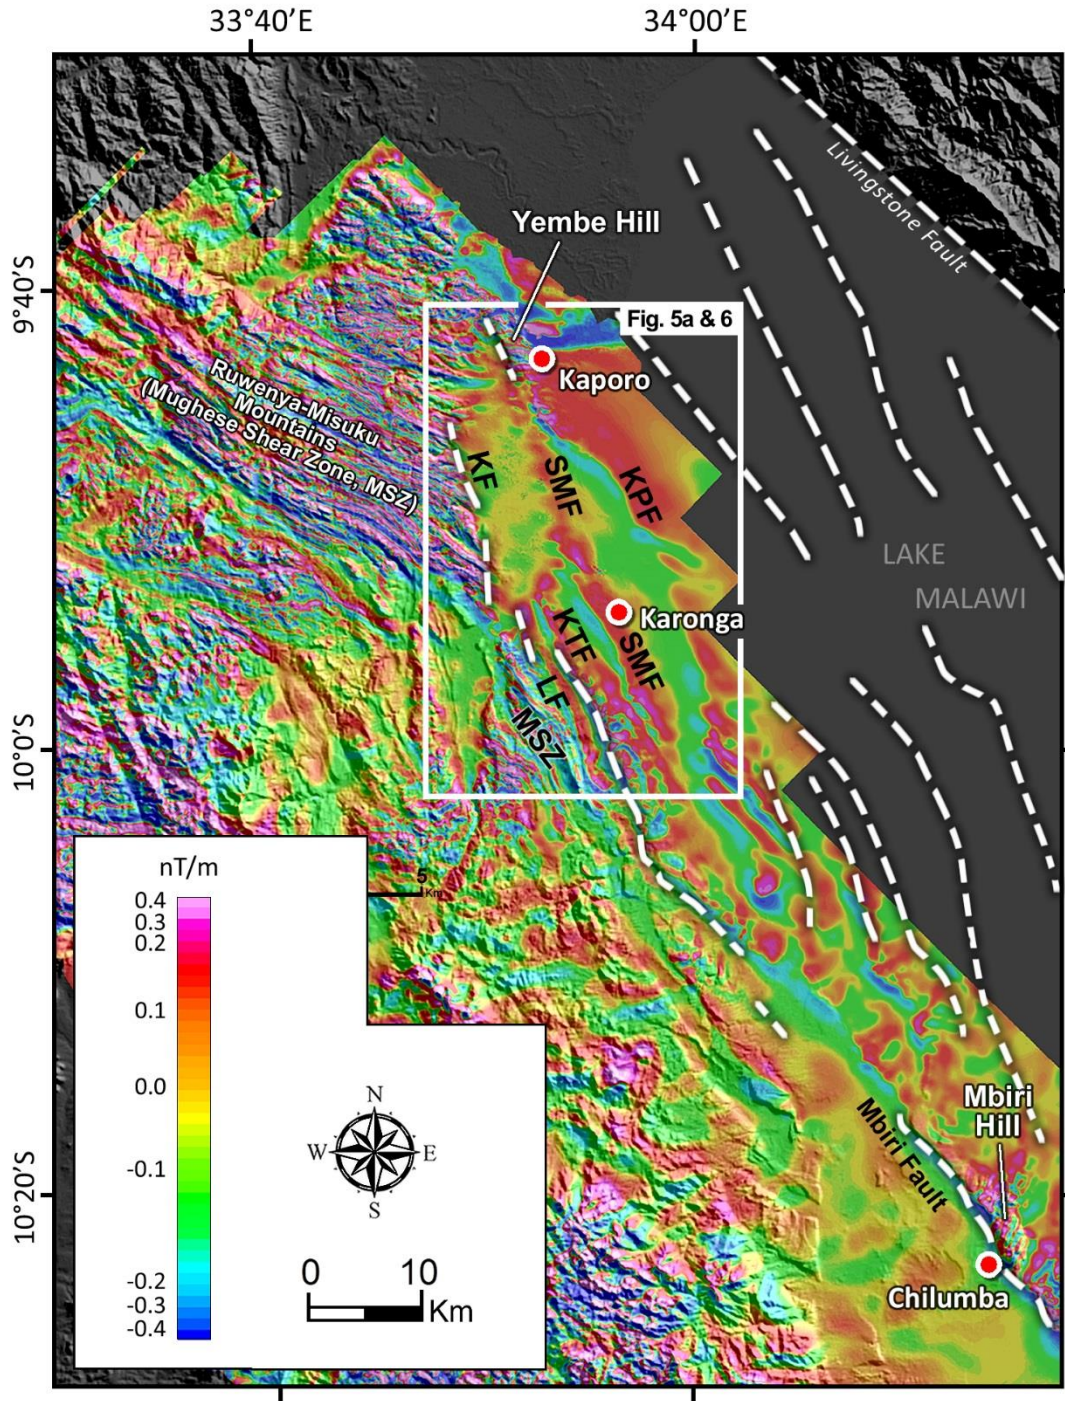 33°40’E
34°00’E
Livingstone Fault
Yembe Hill
9°40’S
Fig. 5a & 6
Kaporo
Ruwenya-Misuku
Mountains
(Mughese Shear Zone, MSZ)
KF
SMF
KPF
LAKE
MALAWI
Karonga
KTF
SMF
LF
MSZ
10°0’S
nT/m
5
Km
0.4
0.3
0.2
0.1
0.0
-0.1
-0.2
-0.3
-0.4
N
W
E
S
0
10
Km
Mbiri
Hill
Mbiri Fault
10°20’S
Chilumba